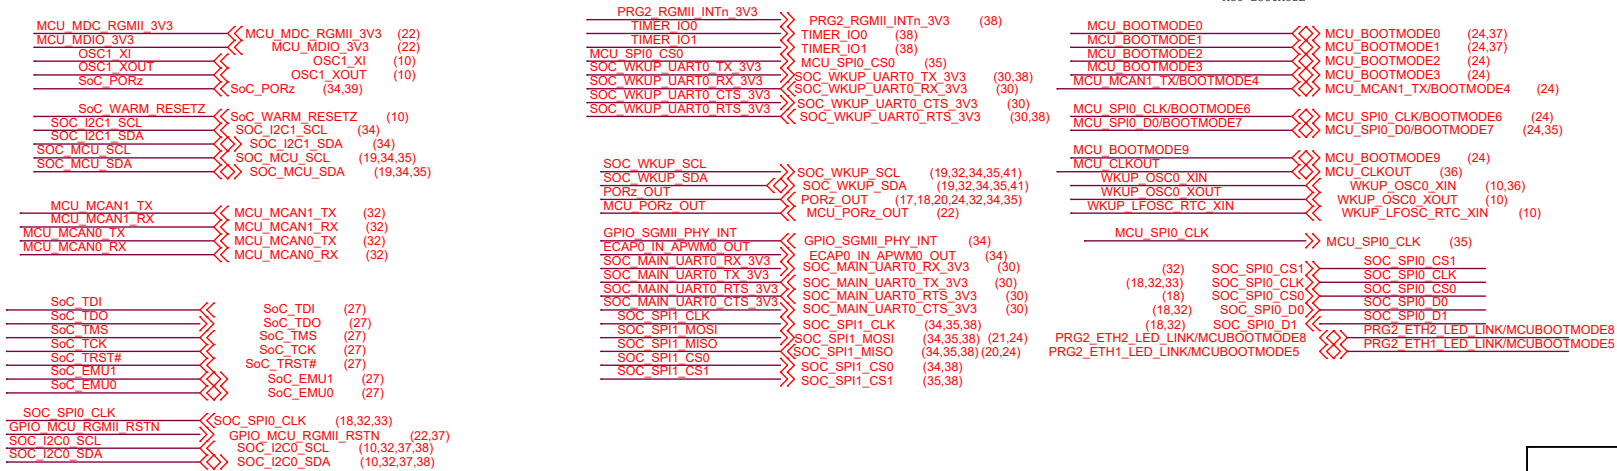 MCU_MDC_RGMII_3V3 MCU_MDC_RGMII_3V3 (22)
MCU_MDIO_3V3 MCU_MDIO_3V3 (22)
OSC1_XI OSC1_XI (10)
OSC1_XOUT OSC1_XOUT (10)
SoC_PORz SoC_PORz (34,39)
SoC_WARM_RESETZ SoC_WARM_RESETZ (10)
SOC_I2C1_SCL SOC_I2C1_SCL (34)
SOC_I2C1_SDA SOC_I2C1_SDA (34)
SOC_MCU_SCL SOC_MCU_SCL (19,34,35)
SOC_MCU_SDA SOC_MCU_SDA (19,34,35)
MCU_MCAN1_TX MCU_MCAN1_TX (32)
MCU_MCAN1_RX MCU_MCAN1_RX (32)
MCU_MCAN0_TX MCU_MCAN0_TX (32)
MCU_MCAN0_RX MCU_MCAN0_RX (32)
SoC_TDI SoC_TDI (27)
SoC_TDO SoC_TDO (27)
SoC_TMS SoC_TMS (27)
SoC_TCK SoC_TCK (27)
SoC_TRST# SoC_TRST# (27)
SoC_EMU1 SoC_EMU1 (27)
SoC_EMU0 SoC_EMU0 (27)
SOC_SPI0_CLK SOC_SPI0_CLK (18,32,33)
GPIO_MCU_RGMII_RSTN GPIO_MCU_RGMII_RSTN (22,37)
SOC_I2C0_SCL SOC_I2C0_SCL (10,32,37,38)
SOC_I2C0_SDA SOC_I2C0_SDA (10,32,37,38)
PRG2_RGMII_INTn_3V3 PRG2_RGMII_INTn_3V3 (38)
TIMER_IO0 TIMER_IO0 (38)
TIMER_IO1 TIMER_IO1 (38)
MCU_SPI0_CS0 MCU_SPI0_CS0 (35)
SOC_WKUP_UART0_TX_3V3 SOC_WKUP_UART0_TX_3V3 (30,38)
SOC_WKUP_UART0_RX_3V3 SOC_WKUP_UART0_RX_3V3 (30)
SOC_WKUP_UART0_CTS_3V3 SOC_WKUP_UART0_CTS_3V3 (30)
SOC_WKUP_UART0_RTS_3V3 SOC_WKUP_UART0_RTS_3V3 (30,38)
SOC_WKUP_SCL SOC_WKUP_SCL (19,32,34,35,41)
SOC_WKUP_SDA SOC_WKUP_SDA (19,32,34,35,41)
PORz_OUT PORz_OUT (17,18,20,24,32,34,35)
MCU_PORz_OUT MCU_PORz_OUT (22)
GPIO_SGMII_PHY_INT GPIO_SGMII_PHY_INT (34)
ECAP0_IN_APWM0_OUT ECAP0_IN_APWM0_OUT (34)
SOC_MAIN_UART0_RX_3V3 SOC_MAIN_UART0_RX_3V3 (30)
SOC_MAIN_UART0_TX_3V3 SOC_MAIN_UART0_TX_3V3 (30)
SOC_MAIN_UART0_RTS_3V3 SOC_MAIN_UART0_RTS_3V3 (30)
SOC_MAIN_UART0_CTS_3V3 SOC_MAIN_UART0_CTS_3V3 (30)
SOC_SPI1_CLK SOC_SPI1_CLK (34,35,38)
SOC_SPI1_MOSI SOC_SPI1_MOSI (34,35,38) (21,24)
SOC_SPI1_MISO SOC_SPI1_MISO (34,35,38) (20,24)
SOC_SPI1_CS0 SOC_SPI1_CS0 (34,38)
SOC_SPI1_CS1 SOC_SPI1_CS1 (35,38)
MCU_BOOTMODE0 MCU_BOOTMODE0 (24,37)
MCU_BOOTMODE1 MCU_BOOTMODE1 (24,37)
MCU_BOOTMODE2 MCU_BOOTMODE2 (24)
MCU_BOOTMODE3 MCU_BOOTMODE3 (24)
MCU_MCAN1_TX/BOOTMODE4 MCU_MCAN1_TX/BOOTMODE4 (24)
MCU_SPI0_CLK/BOOTMODE6 MCU_SPI0_CLK/BOOTMODE6 (24)
MCU_SPI0_D0/BOOTMODE7 MCU_SPI0_D0/BOOTMODE7 (24,35)
MCU_BOOTMODE9 MCU_BOOTMODE9 (24)
MCU_CLKOUT MCU_CLKOUT (36)
WKUP_OSC0_XIN WKUP_OSC0_XIN (10,36)
WKUP_OSC0_XOUT WKUP_OSC0_XOUT (10)
WKUP_LFOSC_RTC_XIN WKUP_LFOSC_RTC_XIN (10)
MCU_SPI0_CLK MCU_SPI0_CLK (35)
(32) SOC_SPI0_CS1 SOC_SPI0_CS1
(18,32,33) SOC_SPI0_CLK SOC_SPI0_CLK
(18) SOC_SPI0_CS0 SOC_SPI0_CS0
(18,32) SOC_SPI0_D0 SOC_SPI0_D0
(18,32) SOC_SPI0_D1 SOC_SPI0_D1
PRG2_ETH2_LED_LINK/MCUBOOTMODE8 PRG2_ETH2_LED_LINK/MCUBOOTMODE8
PRG2_ETH1_LED_LINK/MCUBOOTMODE5 PRG2_ETH1_LED_LINK/MCUBOOTMODE5